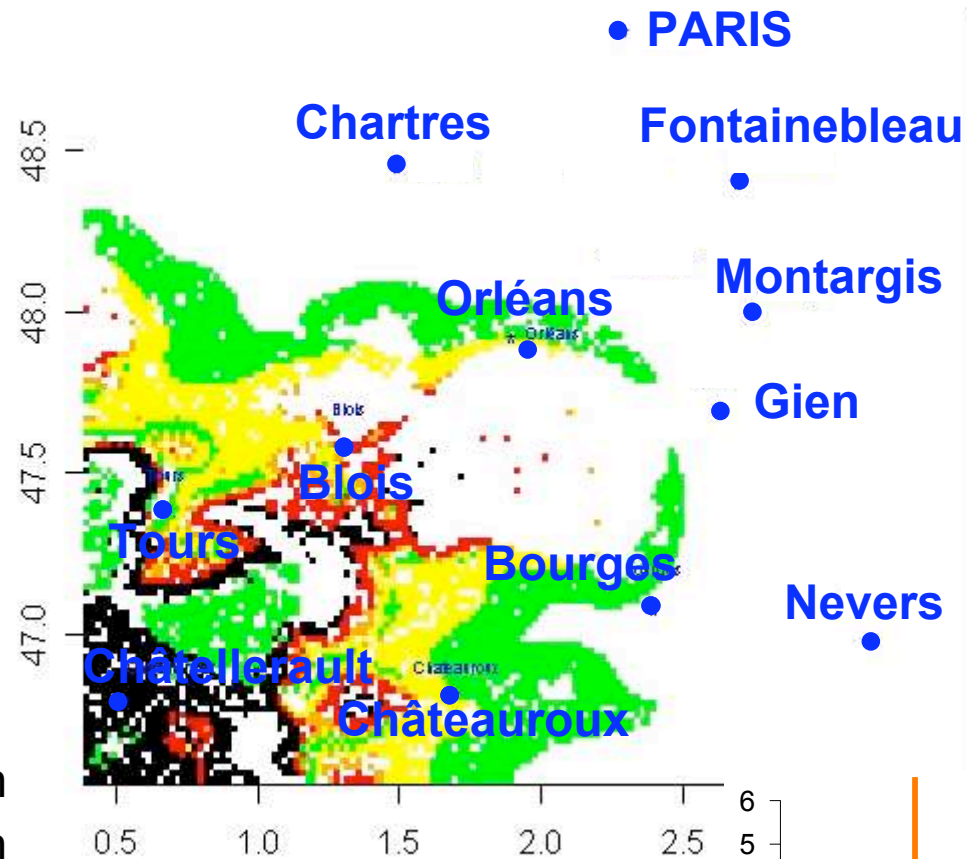 PARIS
Chartres
Fontainebleau
48.5
Montargis
Orléans
Orléans
48.0
Gien
Blois
47.5
Blois
Tours
Bourges
Nevers
47.0
Châtellerault
Chateauroux
Châteauroux
6
5
0.5
1.0
1.5
2.0
2.5